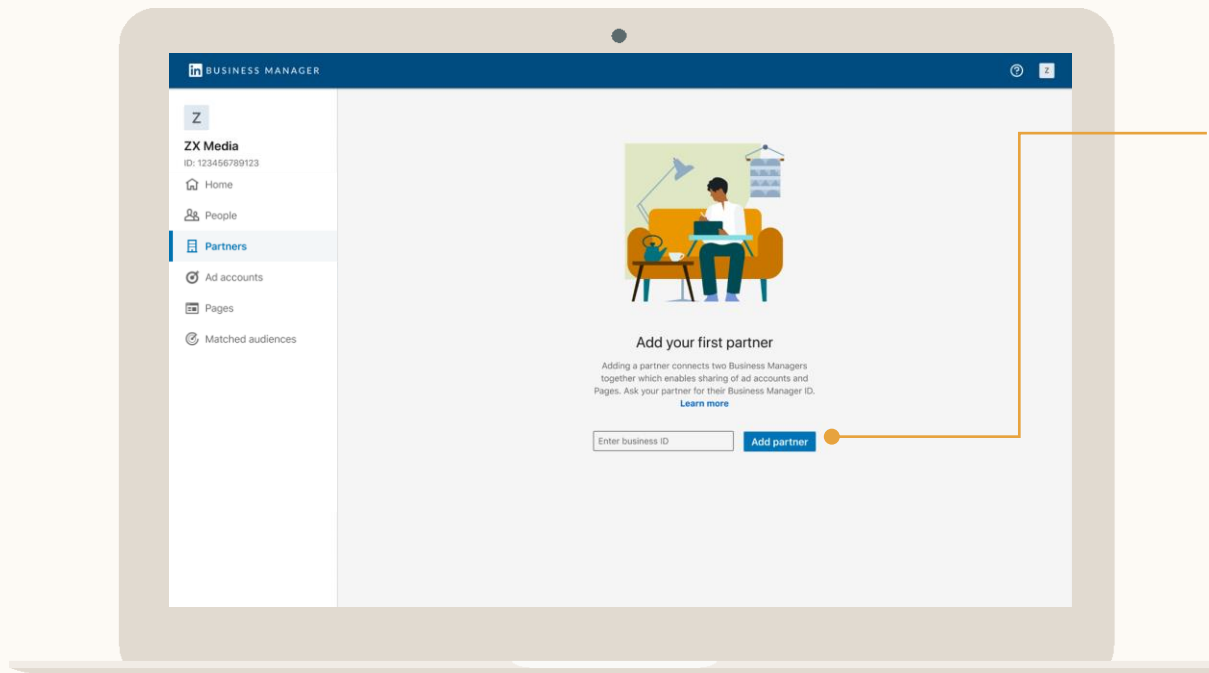 in BUSINESS MANAGER
Z
Z
ZX Media
ID: 123456789123
Home
People
Partners
Ad accounts
Pages
Matched audiences
Add your first partner
Adding a partner connects two Business Managers
together which enables sharing of ad accounts and
Pages. Ask your partner for their Business Manager ID.
Learn more
Enter business ID
Add partner